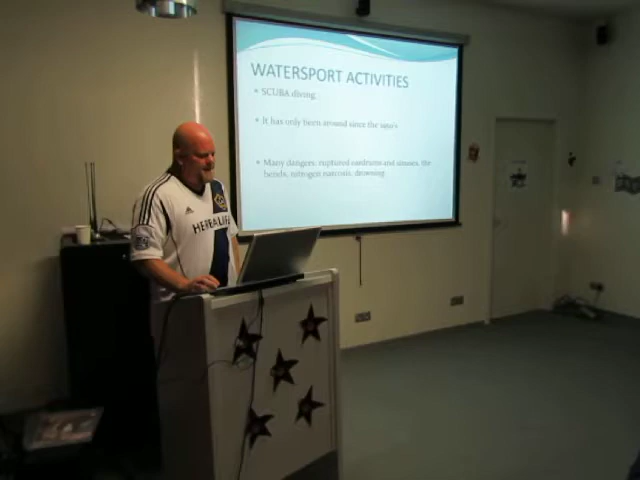 WATERSPORT ACTIVITIES
SCUBA diving
It has only been around since the 1940's
Many dangers, ruptured eardrums and sinuses, the
bends, nitrogen narcosis, drowning.
HERBALIFE